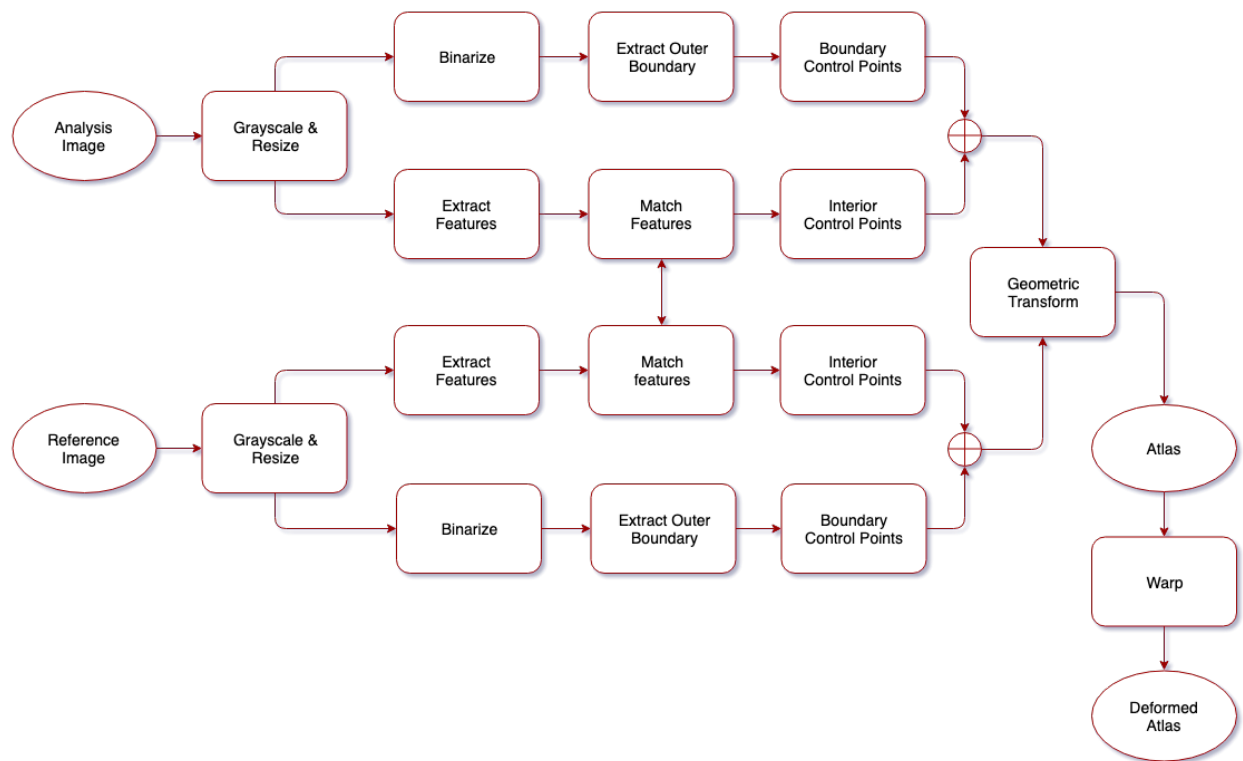 Binarize
Extract Outer
Boundary
Boundary
Control Points
Analysis
Image
Grayscale &
Resize
Extract
Features
Match
Features
Interior
Control Points
Geometric
Transform
Extract
Features
Match
features
Interior
Control Points
Reference
Image
Grayscale &
Resize
Atlas
Binarize
Extract Outer
Boundary
Boundary
Control Points
Warp
Deformed
Atlas